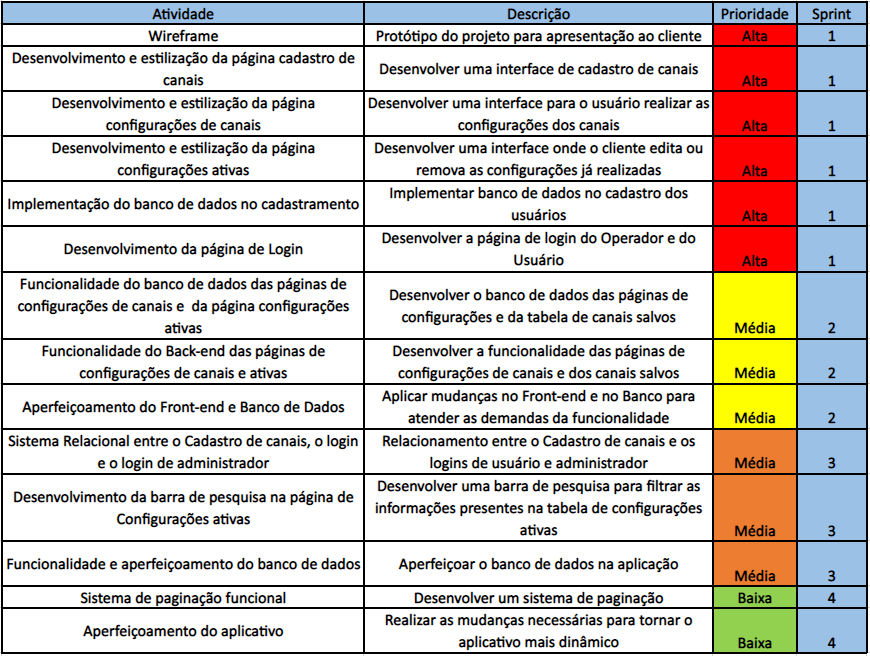 Atividade Descrição Prioridade Sprint
Wireframe Protótipo do projeto para apresentação ao cliente Alta 1
Desenvolvimento e estilização da página cadastro de
canais
Desenvolver uma interface de cadastro de canais
Alta 1
Desenvolvimento e estilização da página
configurações de canais
Desenvolver uma interface para o usuário realizar as
configurações dos canais
Alta 1
Desenvolvimento e estilização da página
configurações ativas
Desenvolver uma interface onde o cliente edita ou
remova as configurações já realizadas
Alta 1
Implementação do banco de dados no cadastramento
Implementar banco de dados no cadastro dos
usuários
Alta 1
Desenvolvimento da página de Login
Desenvolver a página de login do Operador e do
Usuário
Alta 1
Funcionalidade do banco de dados das páginas de
configurações de canais e da página configurações
ativas
Desenvolver o banco de dados das páginas de
configurações e da tabela de canais salvos
Média 2
Funcionalidade do Back-end das páginas de
configurações de canais e ativas
Desenvolver a funcionalidade das páginas de
configurações de canais e dos canais salvos
Média 2
Aperfeiçoamento do Front-end e Banco de Dados
Aplicar mudanças no Front-end e no Banco para
atender as demandas da funcionalidade
Média 2
Sistema Relacional entre o Cadastro de canais, o login
e o login de administrador
Relacionamento entre o Cadastro de canais e os
logins de usuário e administrador
Média 3
Desenvolvimento da barra de pesquisa na página de
Configurações ativas
Desenvolver uma barra de pesquisa para filtrar as
informações presentes na tabela de configurações
ativas
Média 3
Funcionalidade e aperfeiçoamento do banco de dados
Aperfeiçoar o banco de dados na aplicação
Média 3
Sistema de paginação funcional Desenvolver um sistema de paginação Baixa 4
Aperfeiçoamento do aplicativo
Realizar as mudanças necessárias para tornar o
aplicativo mais dinâmico
Baixa 4